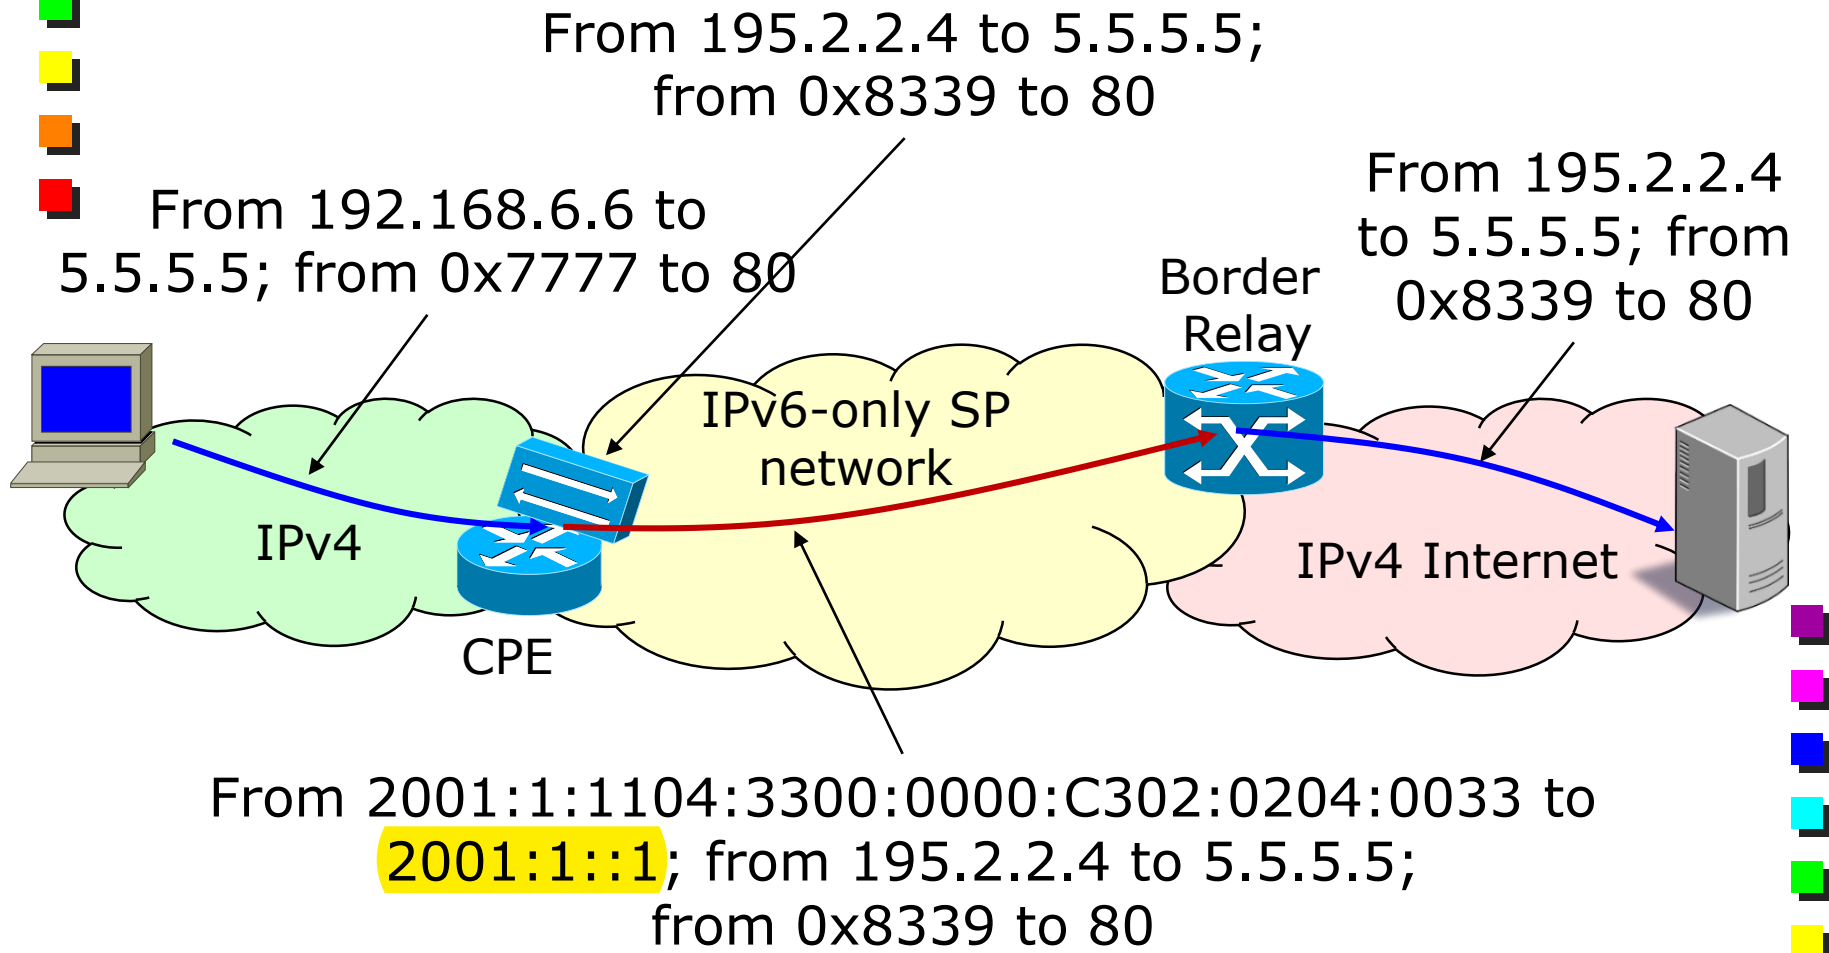 From 195.2.2.4 to 5.5.5.5;
from 0x8339 to 80
From 192.168.6.6 to
5.5.5.5; from 0x7777 to 80
From 195.2.2.4
to 5.5.5.5; from
0x8339 to 80
Border
Relay
IPv6-only SP
network
IPv4
IPv4 Internet
CPE
From 2001:1:1104:3300:0000:C302:0204:0033 to
2001:1::1; from 195.2.2.4 to 5.5.5.5;
from 0x8339 to 80